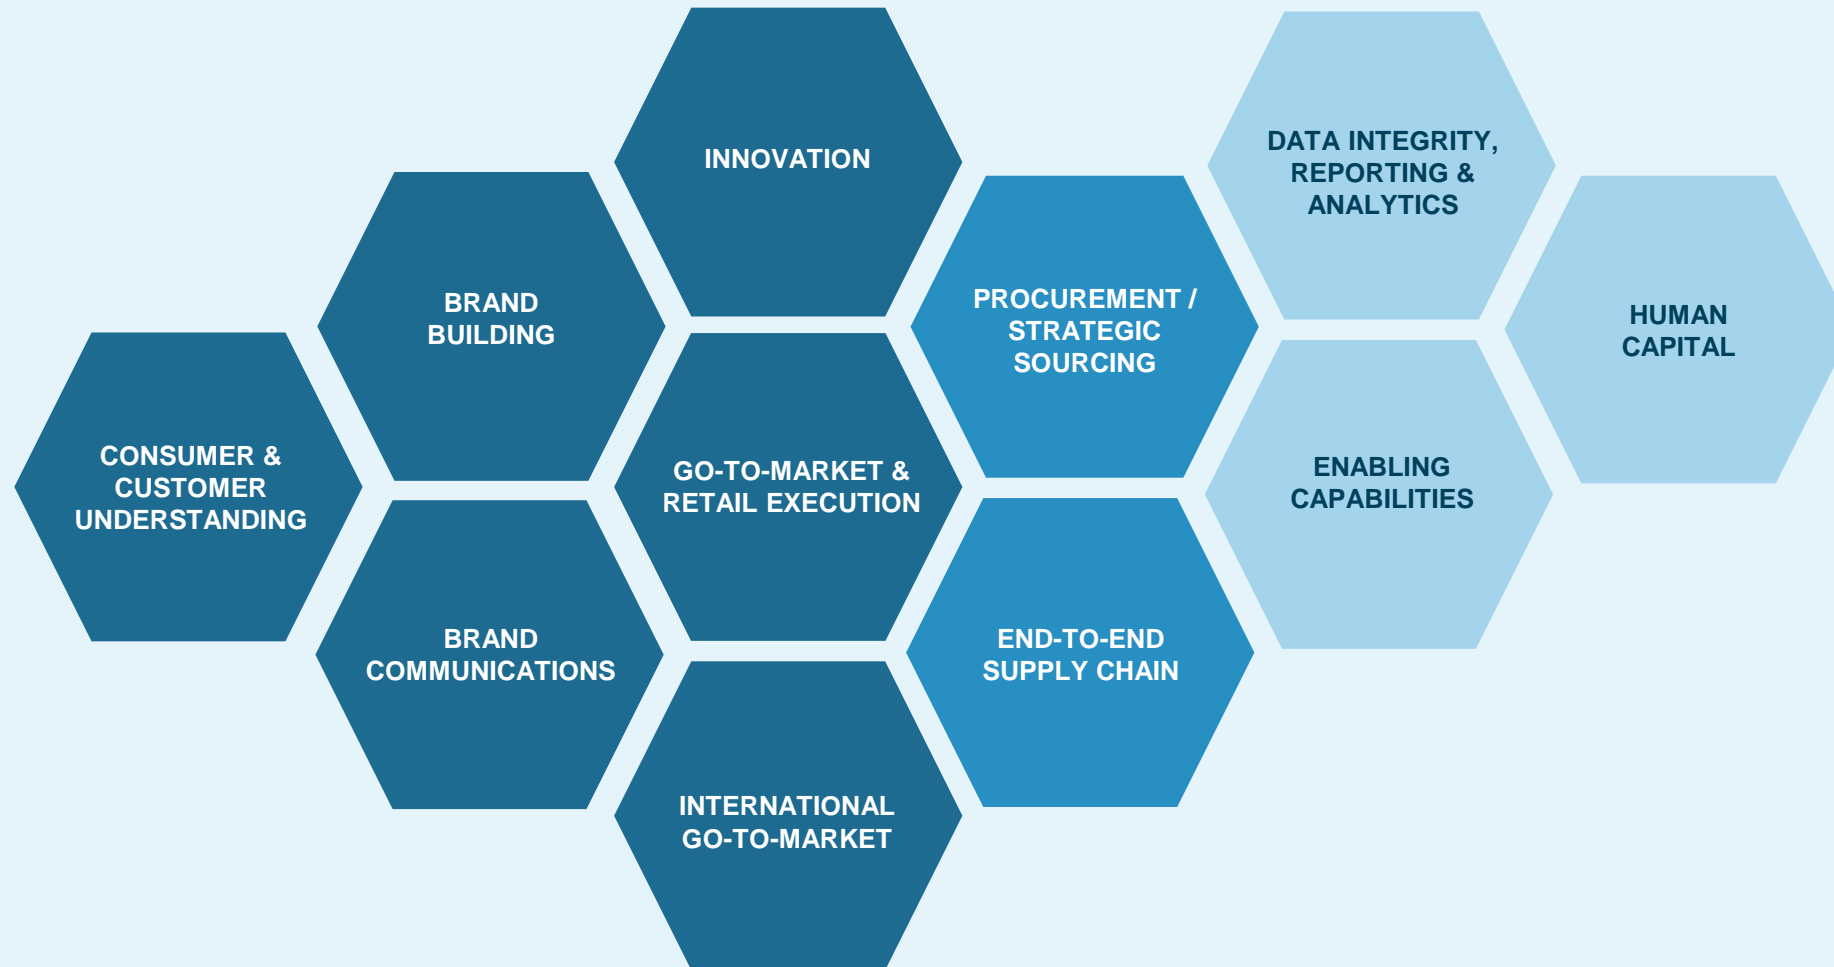 INNOVATION
DATA INTEGRITY,
REPORTING &
ANALYTICS
BRAND
BUILDING
PROCUREMENT /
STRATEGIC
SOURCING
HUMAN
CAPITAL
CONSUMER &
CUSTOMER
UNDERSTANDING
GO-TO-MARKET &
RETAIL EXECUTION
ENABLING
CAPABILITIES
BRAND
COMMUNICATIONS
END-TO-END
SUPPLY CHAIN
INTERNATIONAL
GO-TO-MARKET